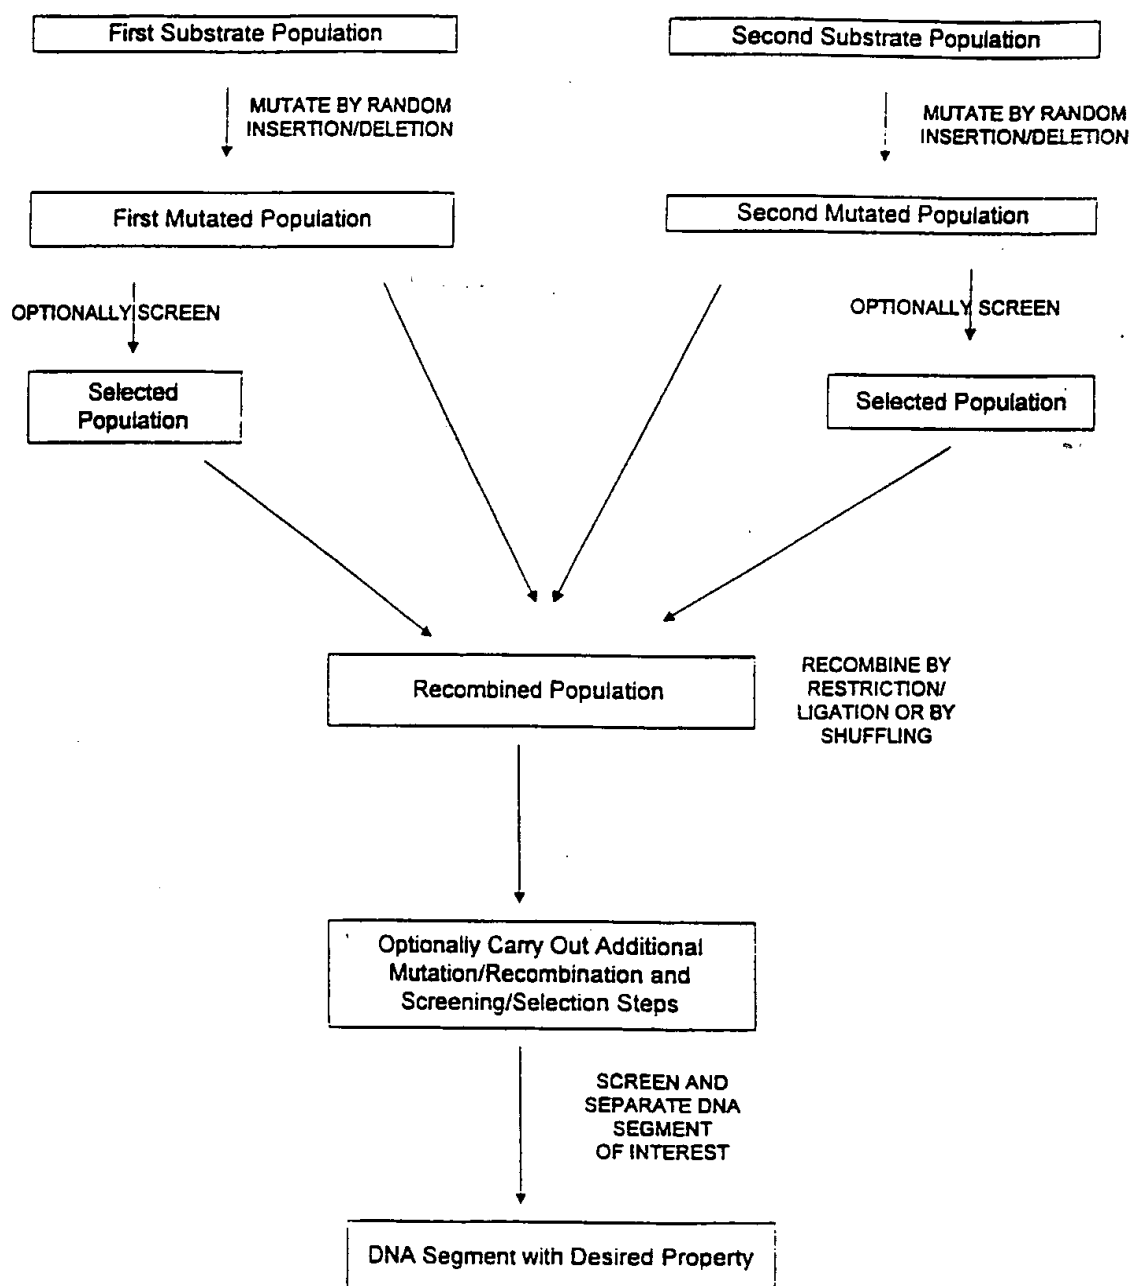 First Substrate Population
Second Substrate Population
MUTATE BY RANDOM
INSERTION/DELETION
MUTATE BY RANDOM
INSERTION/DELETION
First Mutated Population
Second Mutated Population
OPTIONALLY SCREEN
OPTIONALLY SCREEN
Selected
Population
Selected Population
Recombined Population
RECOMBINE BY
RESTRICTION/
LIGATION OR BY
SHUFFLING
Optionally Carry Out Additional
Mutation/Recombination and
Screening/Selection Steps
SCREEN AND
SEPARATE DNA
SEGMENT
OF INTEREST
DNA Segment with Desired Property